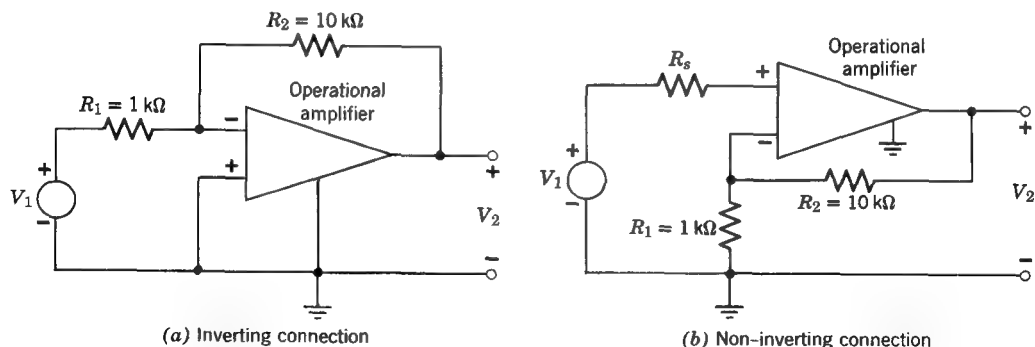 R₂ = 10 kΩ
Operational
amplifier
R₁ = 1 kΩ
−
+
+
V₁
−
+
V₂
−
(a) Inverting connection
Operational
amplifier
Rₛ
+
−
+
V₁
−
R₂ = 10 kΩ
R₁ = 1 kΩ
+
V₂
−
(b) Non-inverting connection